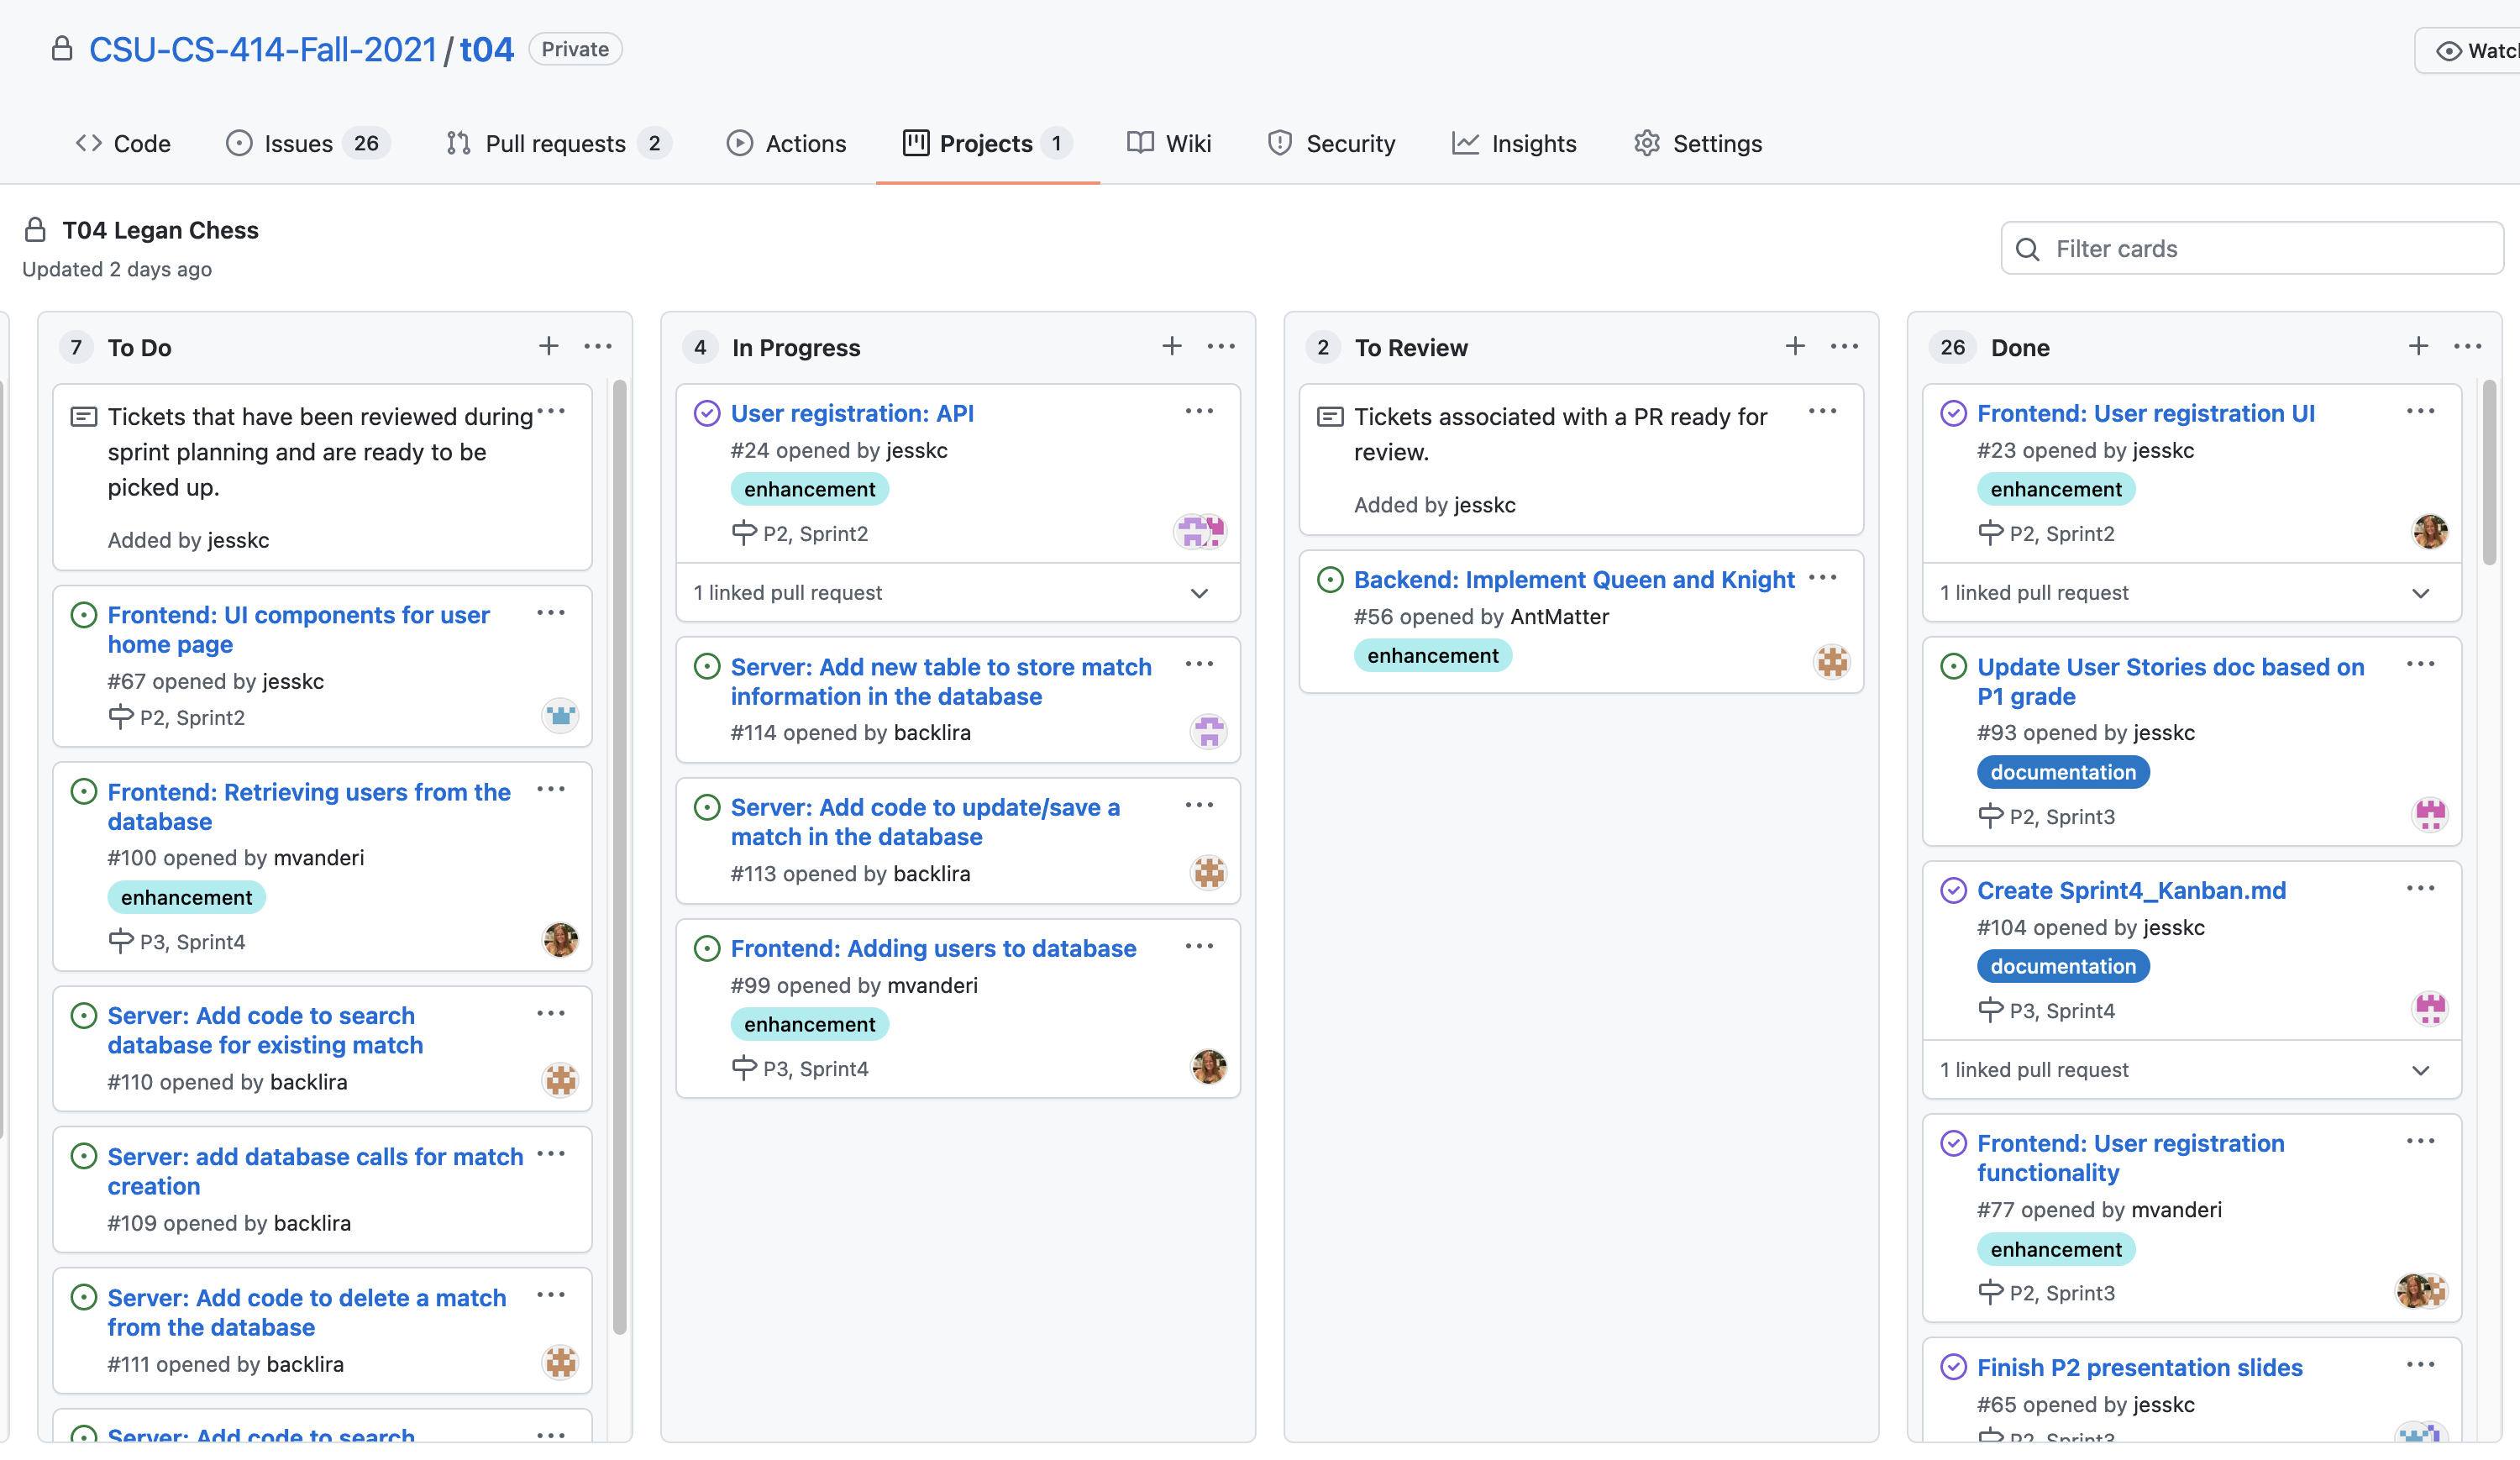 CSU-CS-414-Fall-2021 / t04 Private
Watc
Code
Issues 26
Pull requests 2
Actions
Projects 1
Wiki
Security
Insights
Settings
T04 Legan Chess
Updated 2 days ago
Filter cards
7 To Do
Tickets that have been reviewed during
sprint planning and are ready to be
picked up.
Added by jesskc
Frontend: UI components for user
home page
#67 opened by jesskc
P2, Sprint2
Frontend: Retrieving users from the
database
#100 opened by mvanderi
enhancement
P3, Sprint4
Server: Add code to search
database for existing match
#110 opened by backlira
Server: add database calls for match
creation
#109 opened by backlira
Server: Add code to delete a match
from the database
#111 opened by backlira
Server: Add code to search
4 In Progress
User registration: API
#24 opened by jesskc
enhancement
P2, Sprint2
1 linked pull request
Server: Add new table to store match
information in the database
#114 opened by backlira
Server: Add code to update/save a
match in the database
#113 opened by backlira
Frontend: Adding users to database
#99 opened by mvanderi
enhancement
P3, Sprint4
2 To Review
Tickets associated with a PR ready for
review.
Added by jesskc
Backend: Implement Queen and Knight
#56 opened by AntMatter
enhancement
26 Done
Frontend: User registration UI
#23 opened by jesskc
enhancement
P2, Sprint2
1 linked pull request
Update User Stories doc based on
P1 grade
#93 opened by jesskc
documentation
P2, Sprint3
Create Sprint4_Kanban.md
#104 opened by jesskc
documentation
P3, Sprint4
1 linked pull request
Frontend: User registration
functionality
#77 opened by mvanderi
enhancement
P2, Sprint3
Finish P2 presentation slides
#65 opened by jesskc
P2, Sprint3